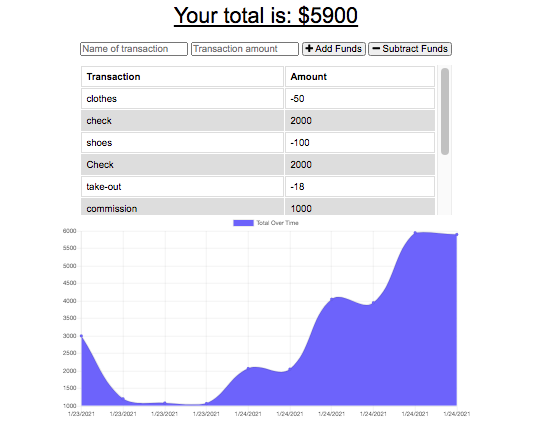 Your total is: $5900
Name of transaction Transaction amount + Add Funds − Subtract Funds
Transaction Amount
clothes -50
check 2000
shoes -100
Check 2000
take-out -18
commission 1000
Total Over Time
6000
5500
5000
4500
4000
3500
3000
2500
2000
1500
1000
1/23/2021 1/23/2021 1/23/2021 1/23/2021 1/24/2021 1/24/2021 1/24/2021 1/24/2021 1/24/2021 1/24/2021